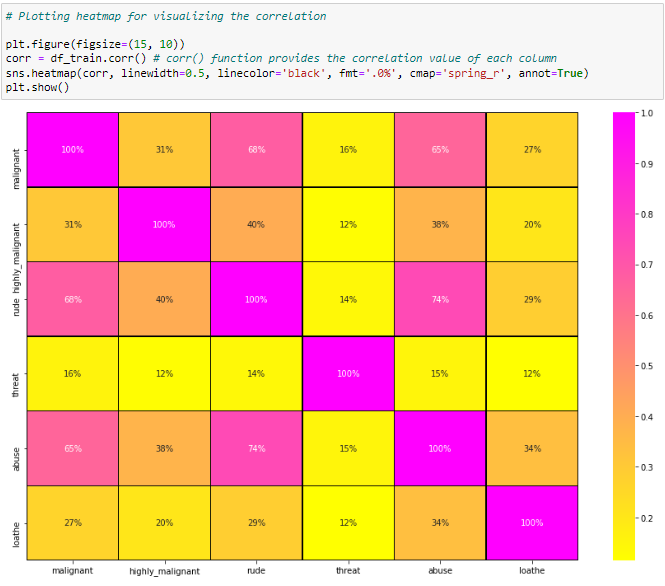 # Plotting heatmap for visualizing the correlation
plt.figure(figsize=(15, 10))
corr = df_train.corr() # corr() function provides the correlation value of each column
sns.heatmap(corr, linewidth=0.5, linecolor='black', fmt='.0%', cmap='spring_r', annot=True)
plt.show()
malignant 100% 31% 68% 16% 65% 27%
highly_malignant 31% 100% 40% 12% 38% 20%
rude 68% 40% 100% 14% 74% 29%
threat 16% 12% 14% 100% 15% 12%
abuse 65% 38% 74% 15% 100% 34%
loathe 27% 20% 29% 12% 34% 100%
malignant highly_malignant rude threat abuse loathe
1.0
0.9
0.8
0.7
0.6
0.5
0.4
0.3
0.2